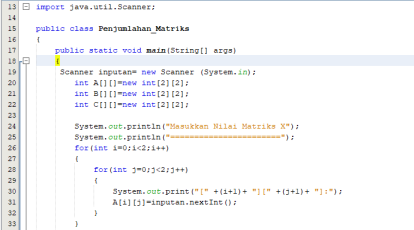 13 import java.util.Scanner;
14
15 public class Penjumlahan_Matriks
16 {
17 public static void main(String[] args)
18 {
19 Scanner inputan= new Scanner (System.in);
20 int A[][]=new int[2][2];
21 int B[][]=new int[2][2];
22 int C[][]=new int[2][2];
23
24 System.out.println("Masukkan Nilai Matriks X");
25 System.out.println("=======================");
26 for(int i=0;i<2;i++)
27 {
28 for(int j=0;j<2;j++)
29 {
30 System.out.print("[" +(i+1)+ "][" +(j+1)+ "]:");
31 A[i][j]=inputan.nextInt();
32 }
33 }